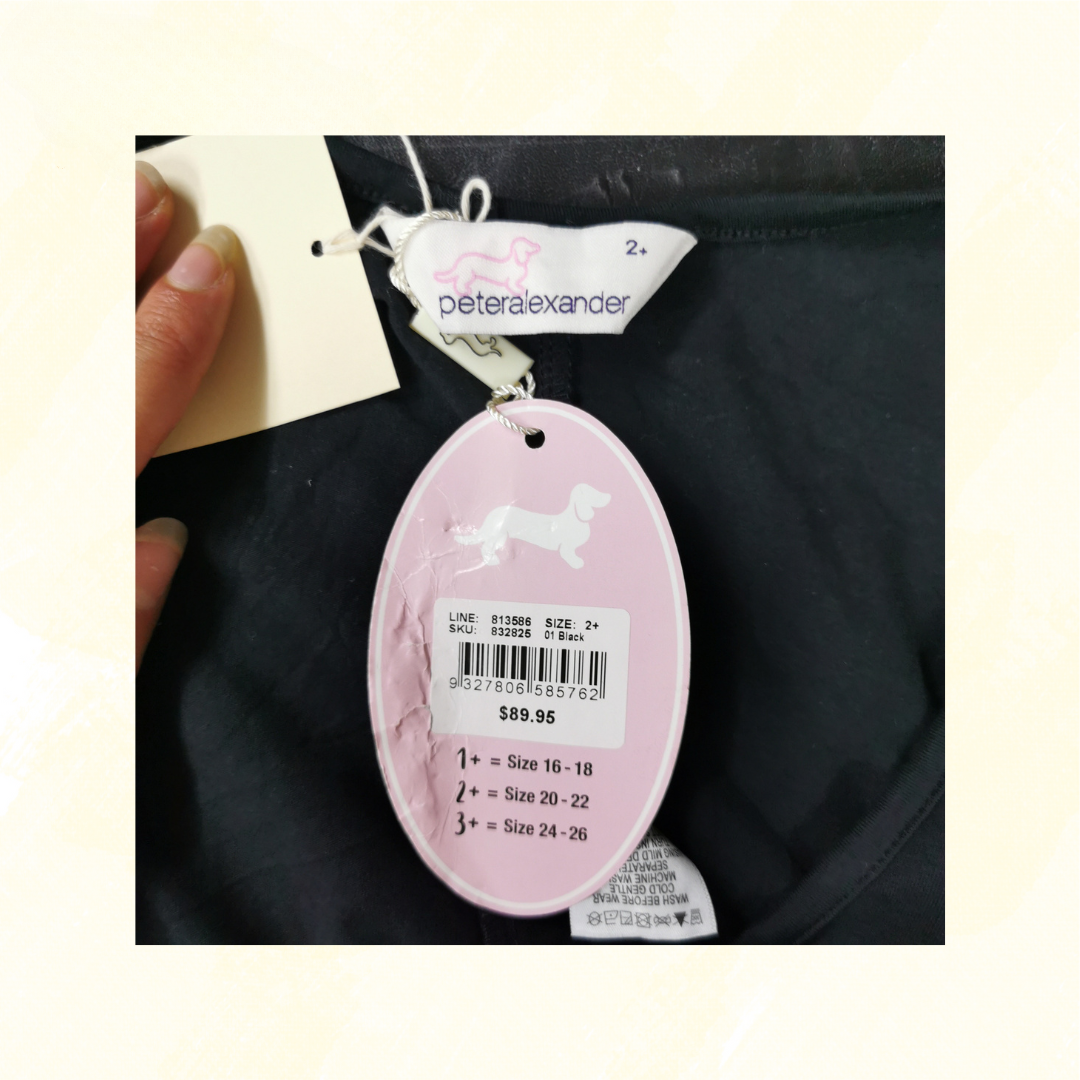 2+
peteralexander
LINE: 813586 SIZE: 2+
SKU: 832825 01 Black
9 327806 585762
$89.95
1+ = Size 16-18
2+ = Size 20-22
3+ = Size 24-26
WASH BEFORE WEAR
COLD GENTLE
MACHINE WASH
SEPARATELY
MILD